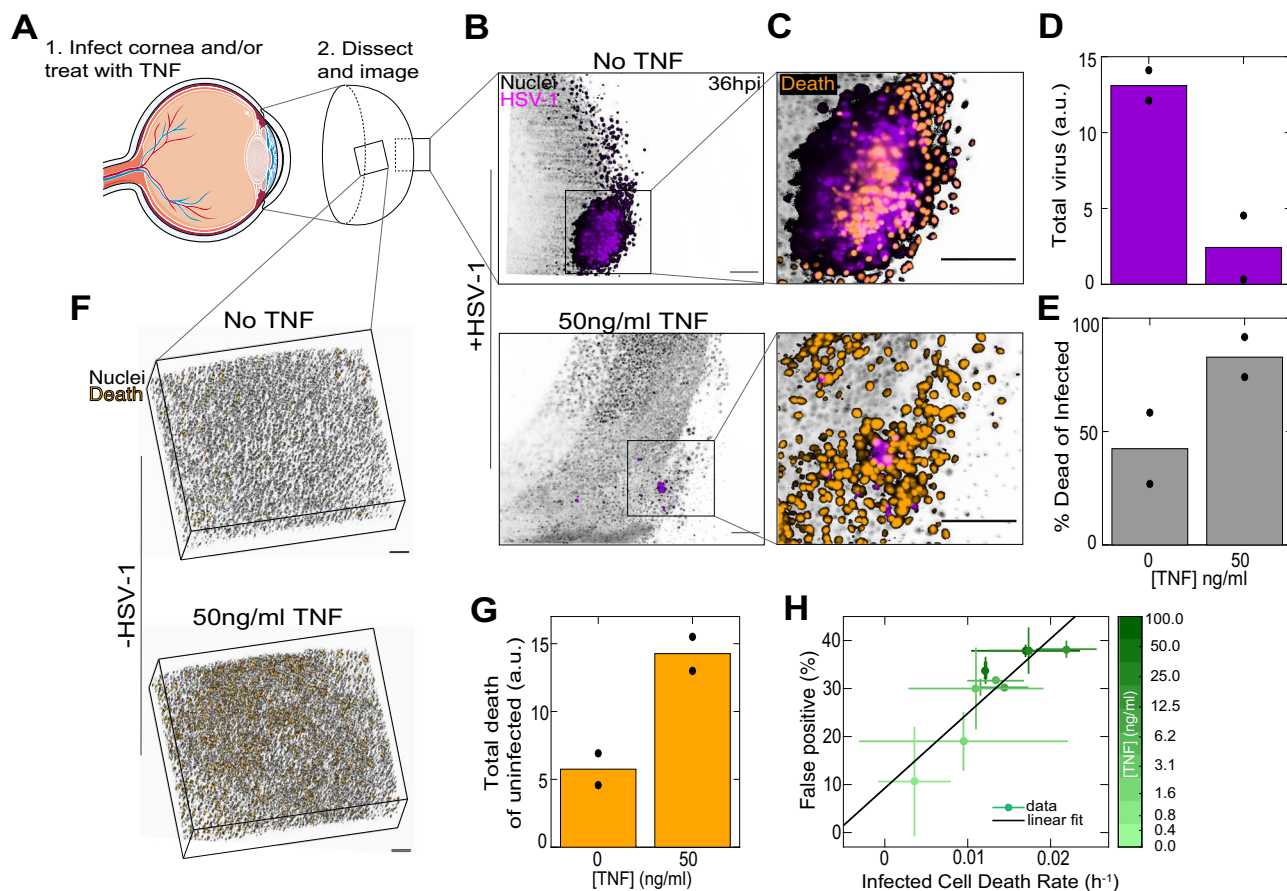 A
1. Infect cornea and/or
treat with TNF
2. Dissect
and image
B
No TNF
Nuclei
HSV-1
36hpi
+HSV-1
50ng/ml TNF
C
Death
D
Total virus (a.u.)
15
10
5
0
E
% Dead of Infected
100
50
0
0
50
[TNF] ng/ml
F
No TNF
Nuclei
Death
-HSV-1
50ng/ml TNF
G
Total death
of uninfected (a.u.)
15
10
5
0
0
50
[TNF] (ng/ml)
H
False positive (%)
40
30
20
10
0
0
0.01
0.02
Infected Cell Death Rate (h⁻¹)
data
linear fit
[TNF] (ng/ml)
100.0
50.0
25.0
12.5
6.2
3.1
1.6
0.8
0.4
0.0